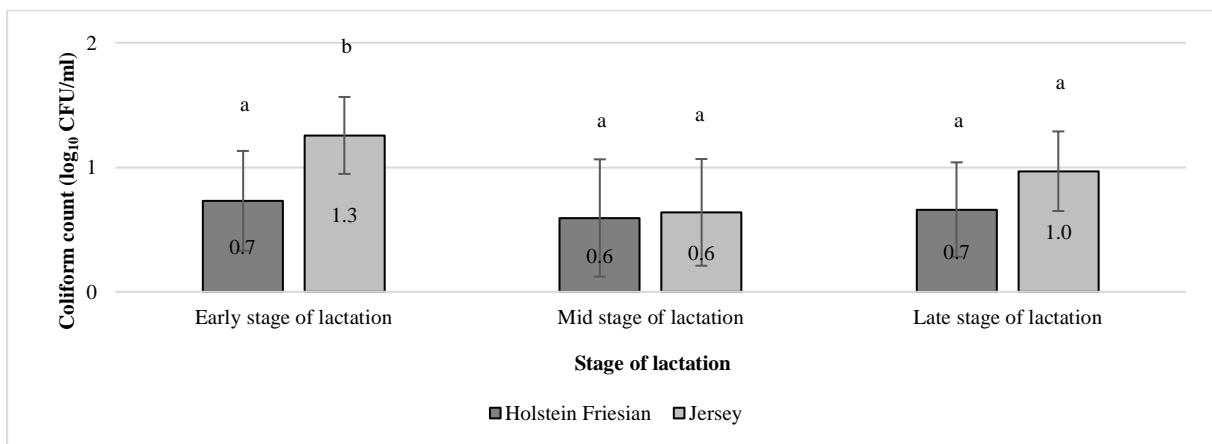 Coliform count (log₁₀ CFU/ml)
2
1
0
a
b
a
a
a
a
0.7
1.3
0.6
0.6
0.7
1.0
Early stage of lactation
Mid stage of lactation
Late stage of lactation
Stage of lactation
Holstein Friesian
Jersey